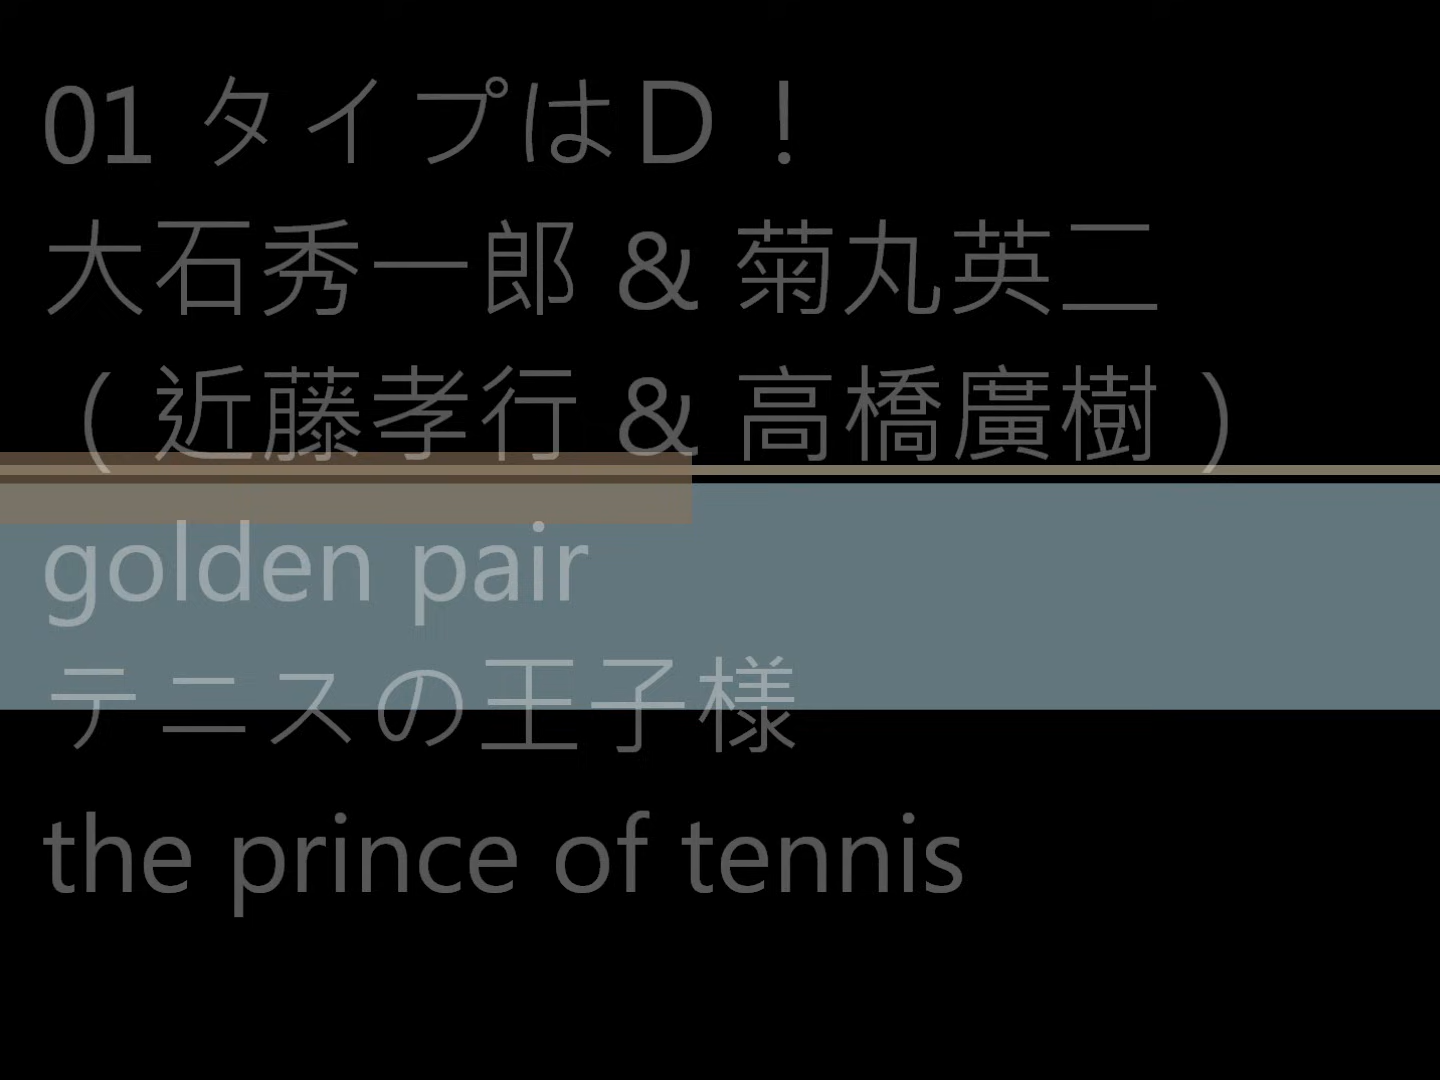 01 タイプはＤ！
大石秀一郎 & 菊丸英二
（近藤孝行 & 高橋廣樹）
golden pair
テニスの王子様
the prince of tennis